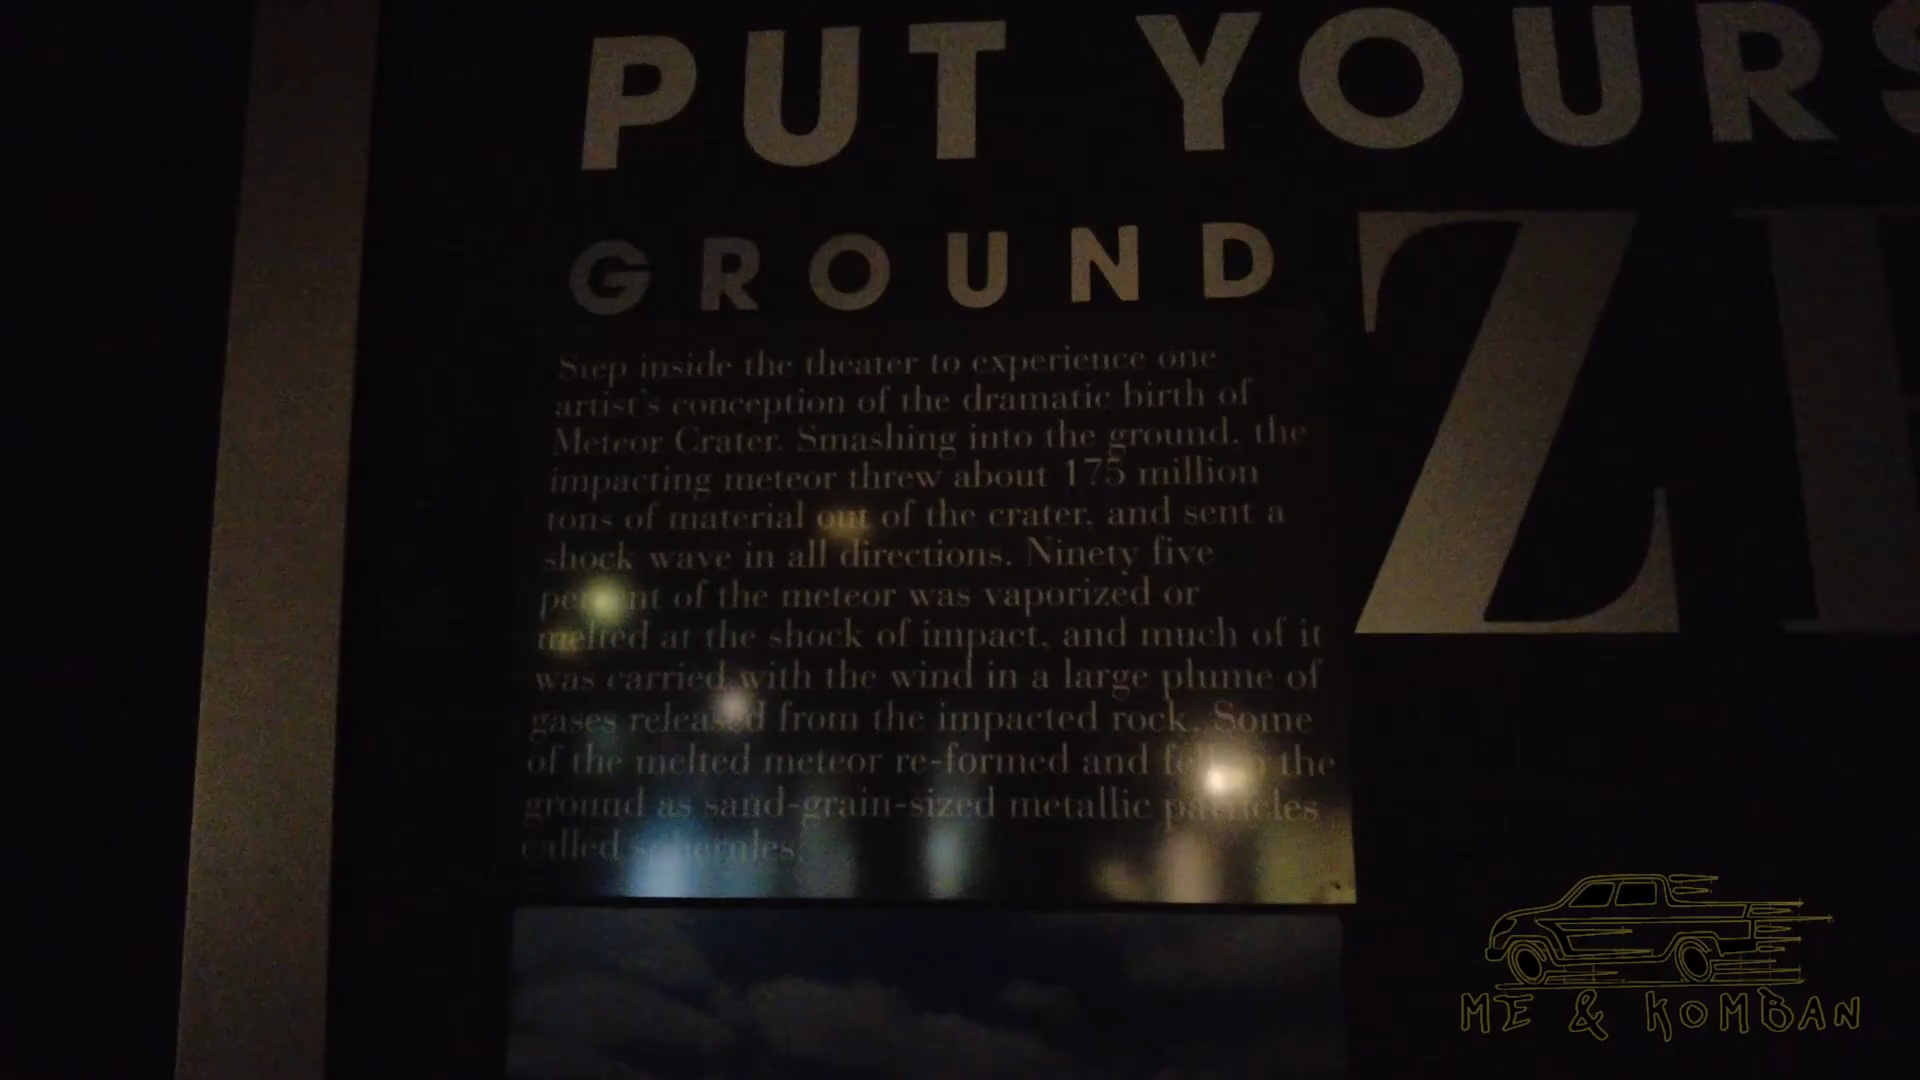 PUT YOURS
GROUND ZE
Step inside the theater to experience one
artist's conception of the dramatic birth of
Meteor Crater. Smashing into the ground, the
impacting meteor threw about 175 million
tons of material out of the crater, and sent a
shock wave in all directions. Ninety five
percent of the meteor was vaporized or
melted at the shock of impact, and much of it
was carried with the wind in a large plume of
gases released from the impacted rock. Some
of the melted meteor re-formed and fell to the
ground as sand-grain-sized metallic particles
called spherules.
ME & KOMBAN